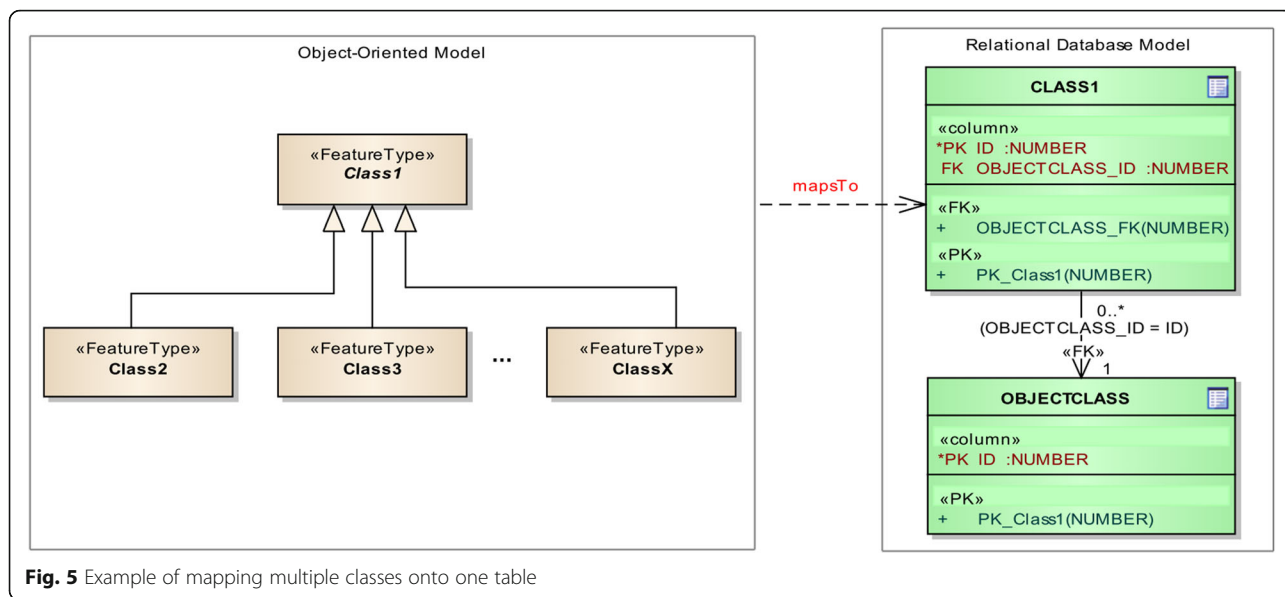 Object-Oriented Model
«FeatureType»
Class1
«FeatureType»
Class2
«FeatureType»
Class3
...
«FeatureType»
ClassX
mapsTo
Relational Database Model
CLASS1
«column»
*PK ID :NUMBER
FK OBJECTCLASS_ID :NUMBER
«FK»
+ OBJECTCLASS_FK(NUMBER)
«PK»
+ PK_Class1(NUMBER)
0..*
(OBJECTCLASS_ID = ID)
«FK»
1
OBJECTCLASS
«column»
*PK ID :NUMBER
«PK»
+ PK_Class1(NUMBER)
Fig. 5 Example of mapping multiple classes onto one table